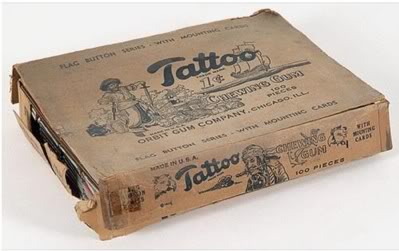 FLAG BUTTON SERIES - WITH MOUNTING CARDS
Tattoo
1¢
CHEWING GUM
100
PIECES
ORBIT GUM COMPANY, CHICAGO, ILL.
FLAG BUTTON SERIES - WITH MOUNTING CARDS
MADE IN U.S.A.
Tattoo
CHEWING
GUM
100 PIECES
WITH
MOUNTING
CARDS